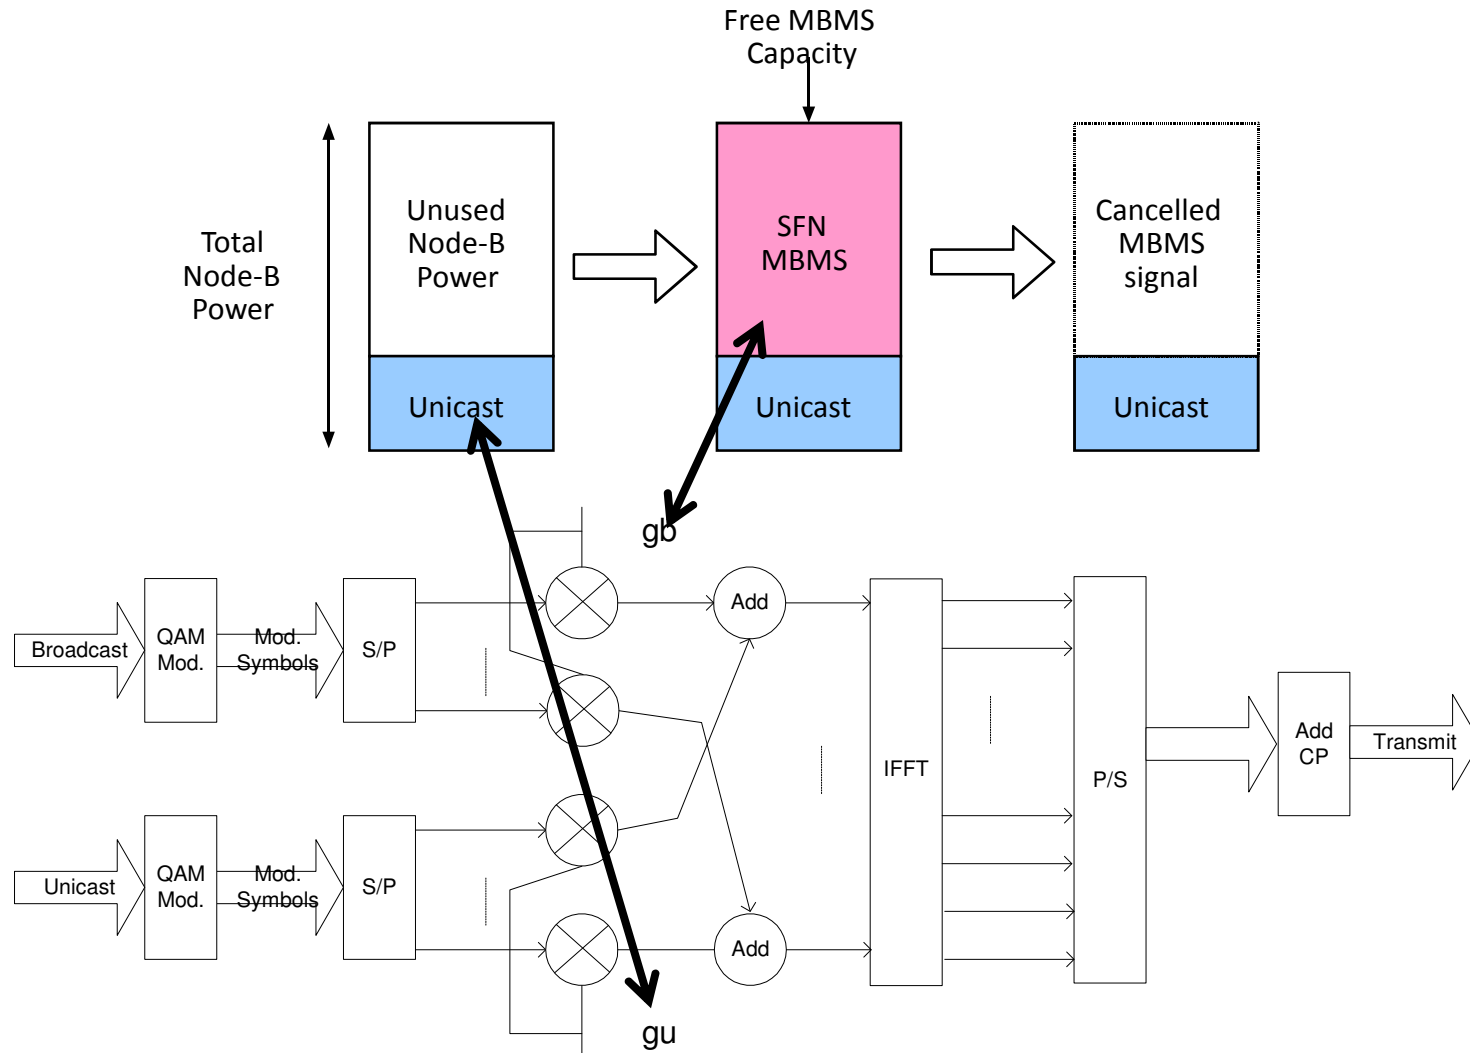 Free MBMS
Capacity
Total
Node-B
Power
Unused
Node-B
Power
Unicast
SFN
MBMS
Unicast
Cancelled
MBMS
signal
Unicast
gb
Broadcast
QAM
Mod.
Mod.
Symbols
S/P
Add
Unicast
QAM
Mod.
Mod.
Symbols
S/P
Add
IFFT
P/S
Add
CP
Transmit
gu